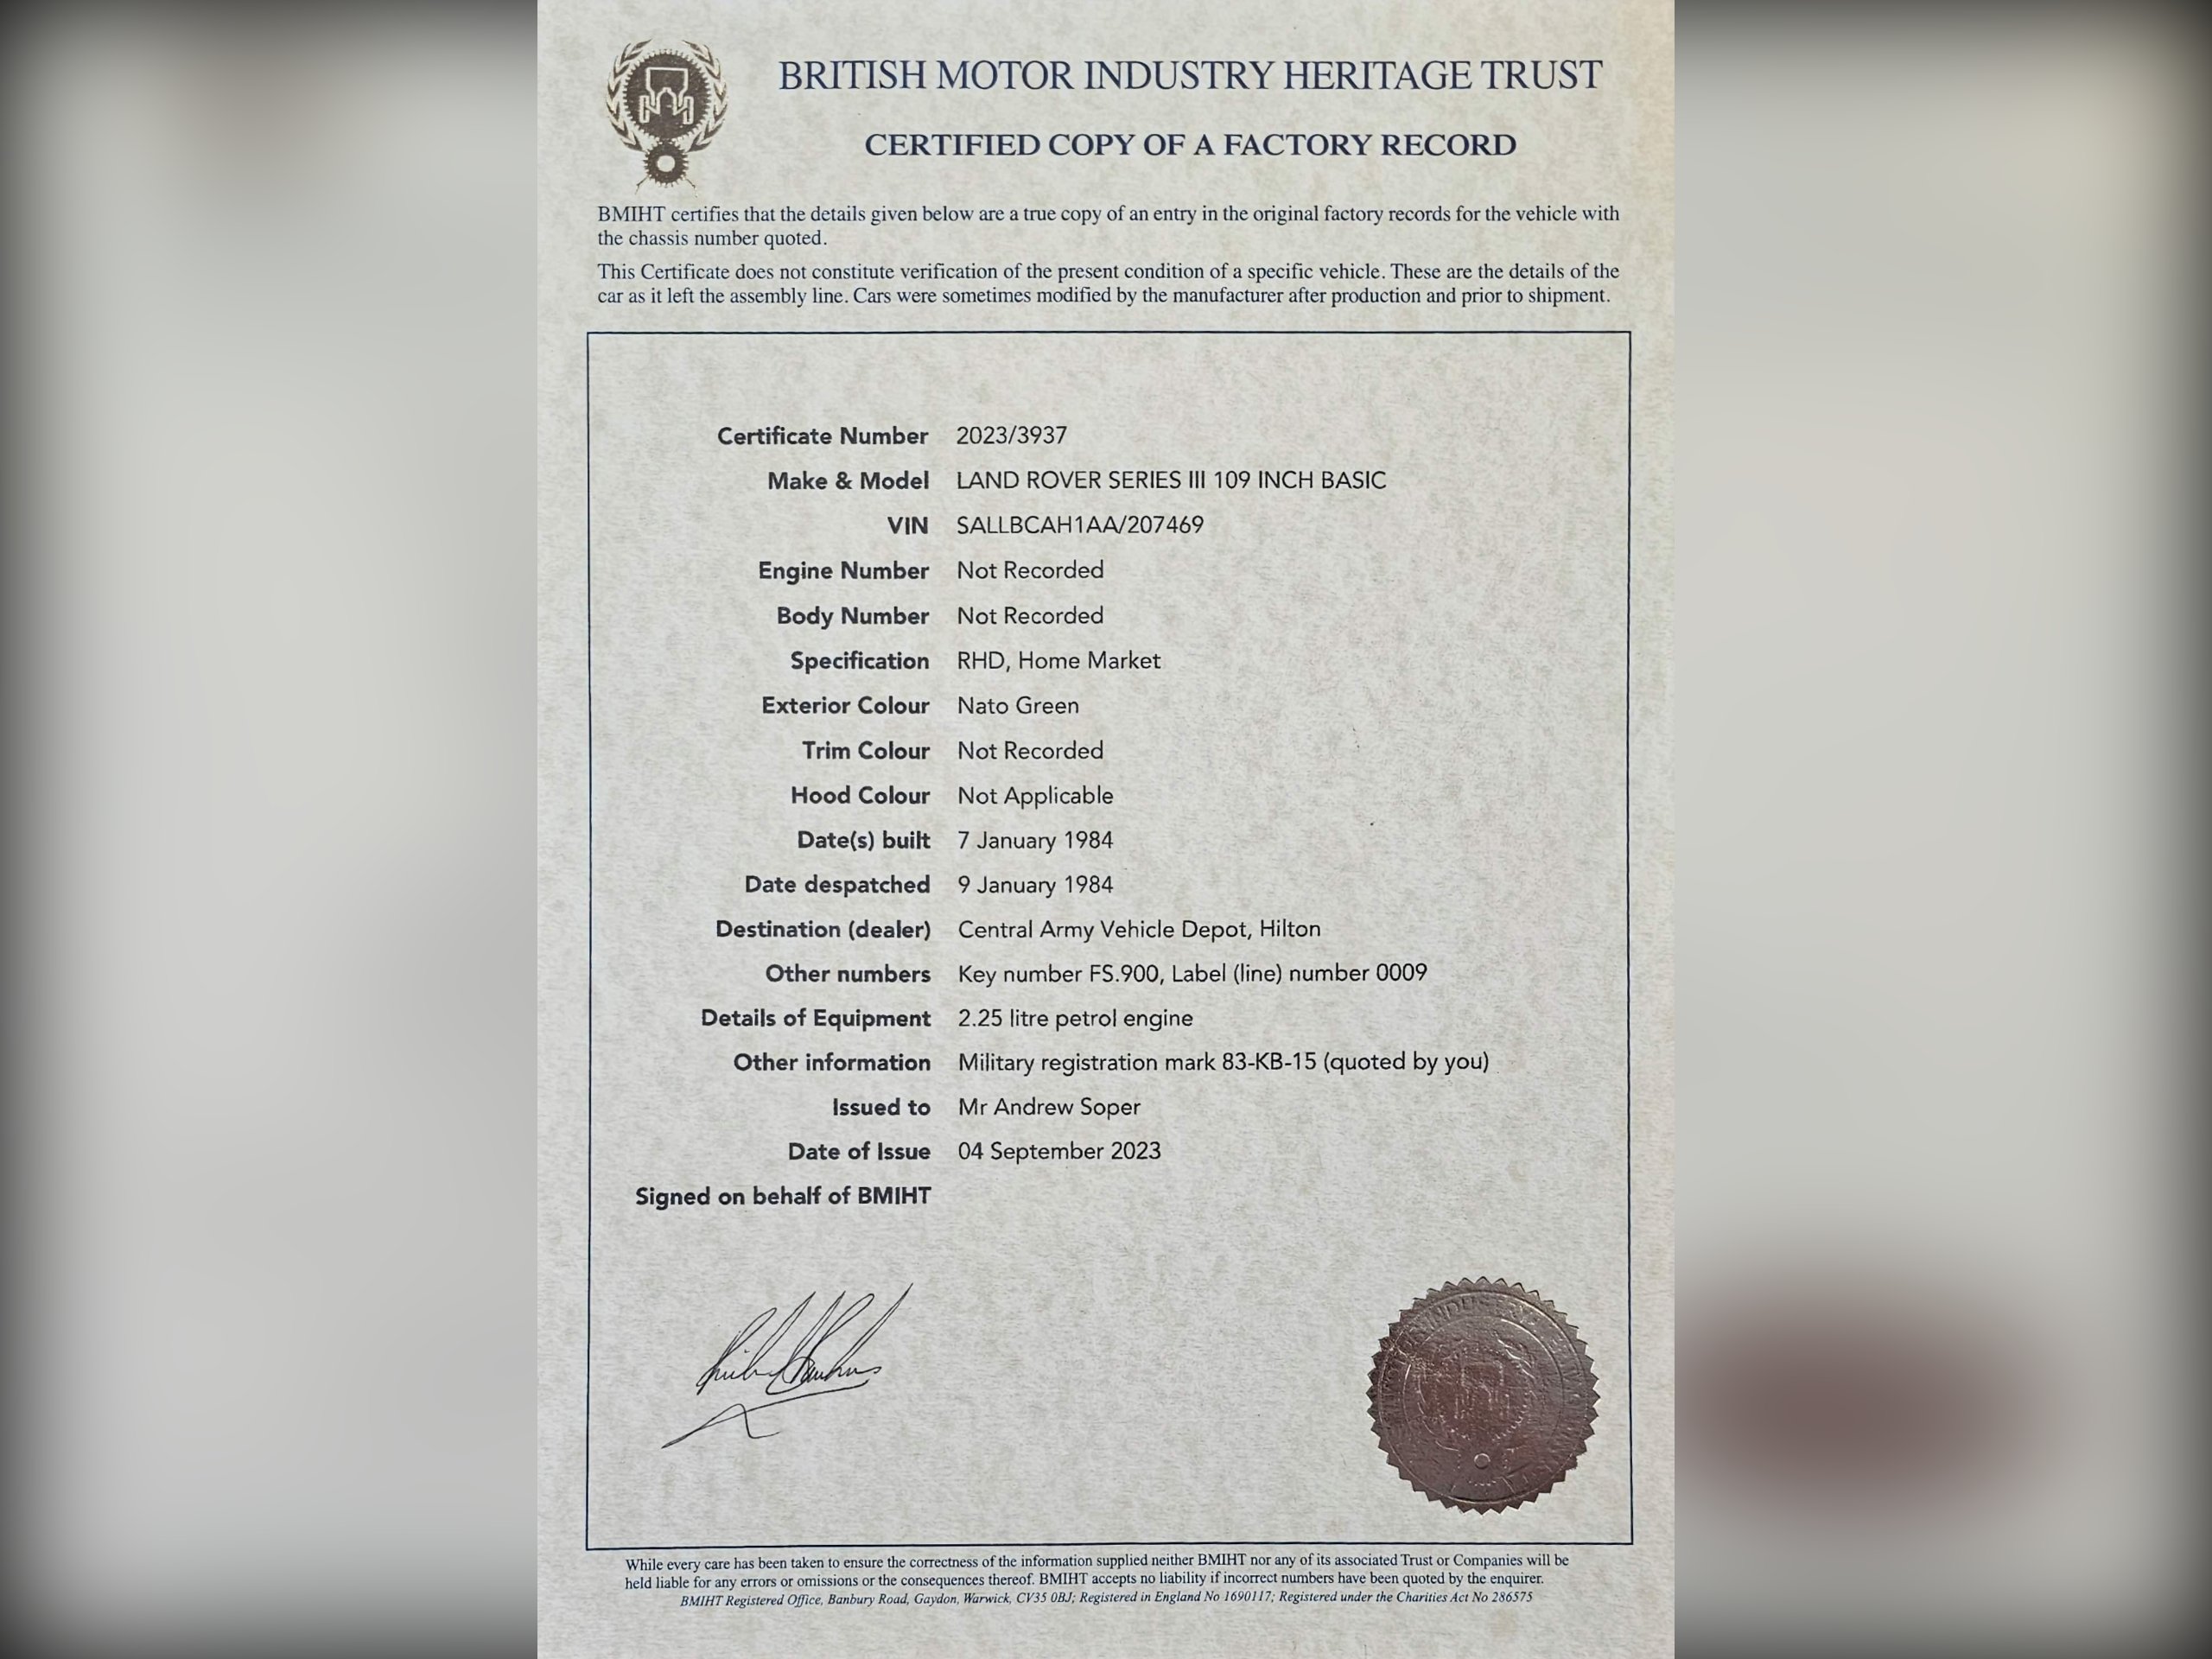 BRITISH MOTOR INDUSTRY HERITAGE TRUST
CERTIFIED COPY OF A FACTORY RECORD
BMIHT certifies that the details given below are a true copy of an entry in the original factory records for the vehicle with
the chassis number quoted.
This Certificate does not constitute verification of the present condition of a specific vehicle. These are the details of the
car as it left the assembly line. Cars were sometimes modified by the manufacturer after production and prior to shipment.
Certificate Number 2023/3937
Make & Model LAND ROVER SERIES III 109 INCH BASIC
VIN SALLBCAH1AA/207469
Engine Number Not Recorded
Body Number Not Recorded
Specification RHD, Home Market
Exterior Colour Nato Green
Trim Colour Not Recorded
Hood Colour Not Applicable
Date(s) built 7 January 1984
Date despatched 9 January 1984
Destination (dealer) Central Army Vehicle Depot, Hilton
Other numbers Key number FS.900, Label (line) number 0009
Details of Equipment 2.25 litre petrol engine
Other information Military registration mark 83-KB-15 (quoted by you)
Issued to Mr Andrew Soper
Date of Issue 04 September 2023
Signed on behalf of BMIHT
While every care has been taken to ensure the correctness of the information supplied neither BMIHT nor any of its associated Trust or Companies will be
held liable for any errors or omissions or the consequences thereof. BMIHT accepts no liability if incorrect numbers have been quoted by the enquirer.
BMIHT Registered Office, Banbury Road, Gaydon, Warwick, CV35 0BJ; Registered in England No 1690117; Registered under the Charities Act No 286575